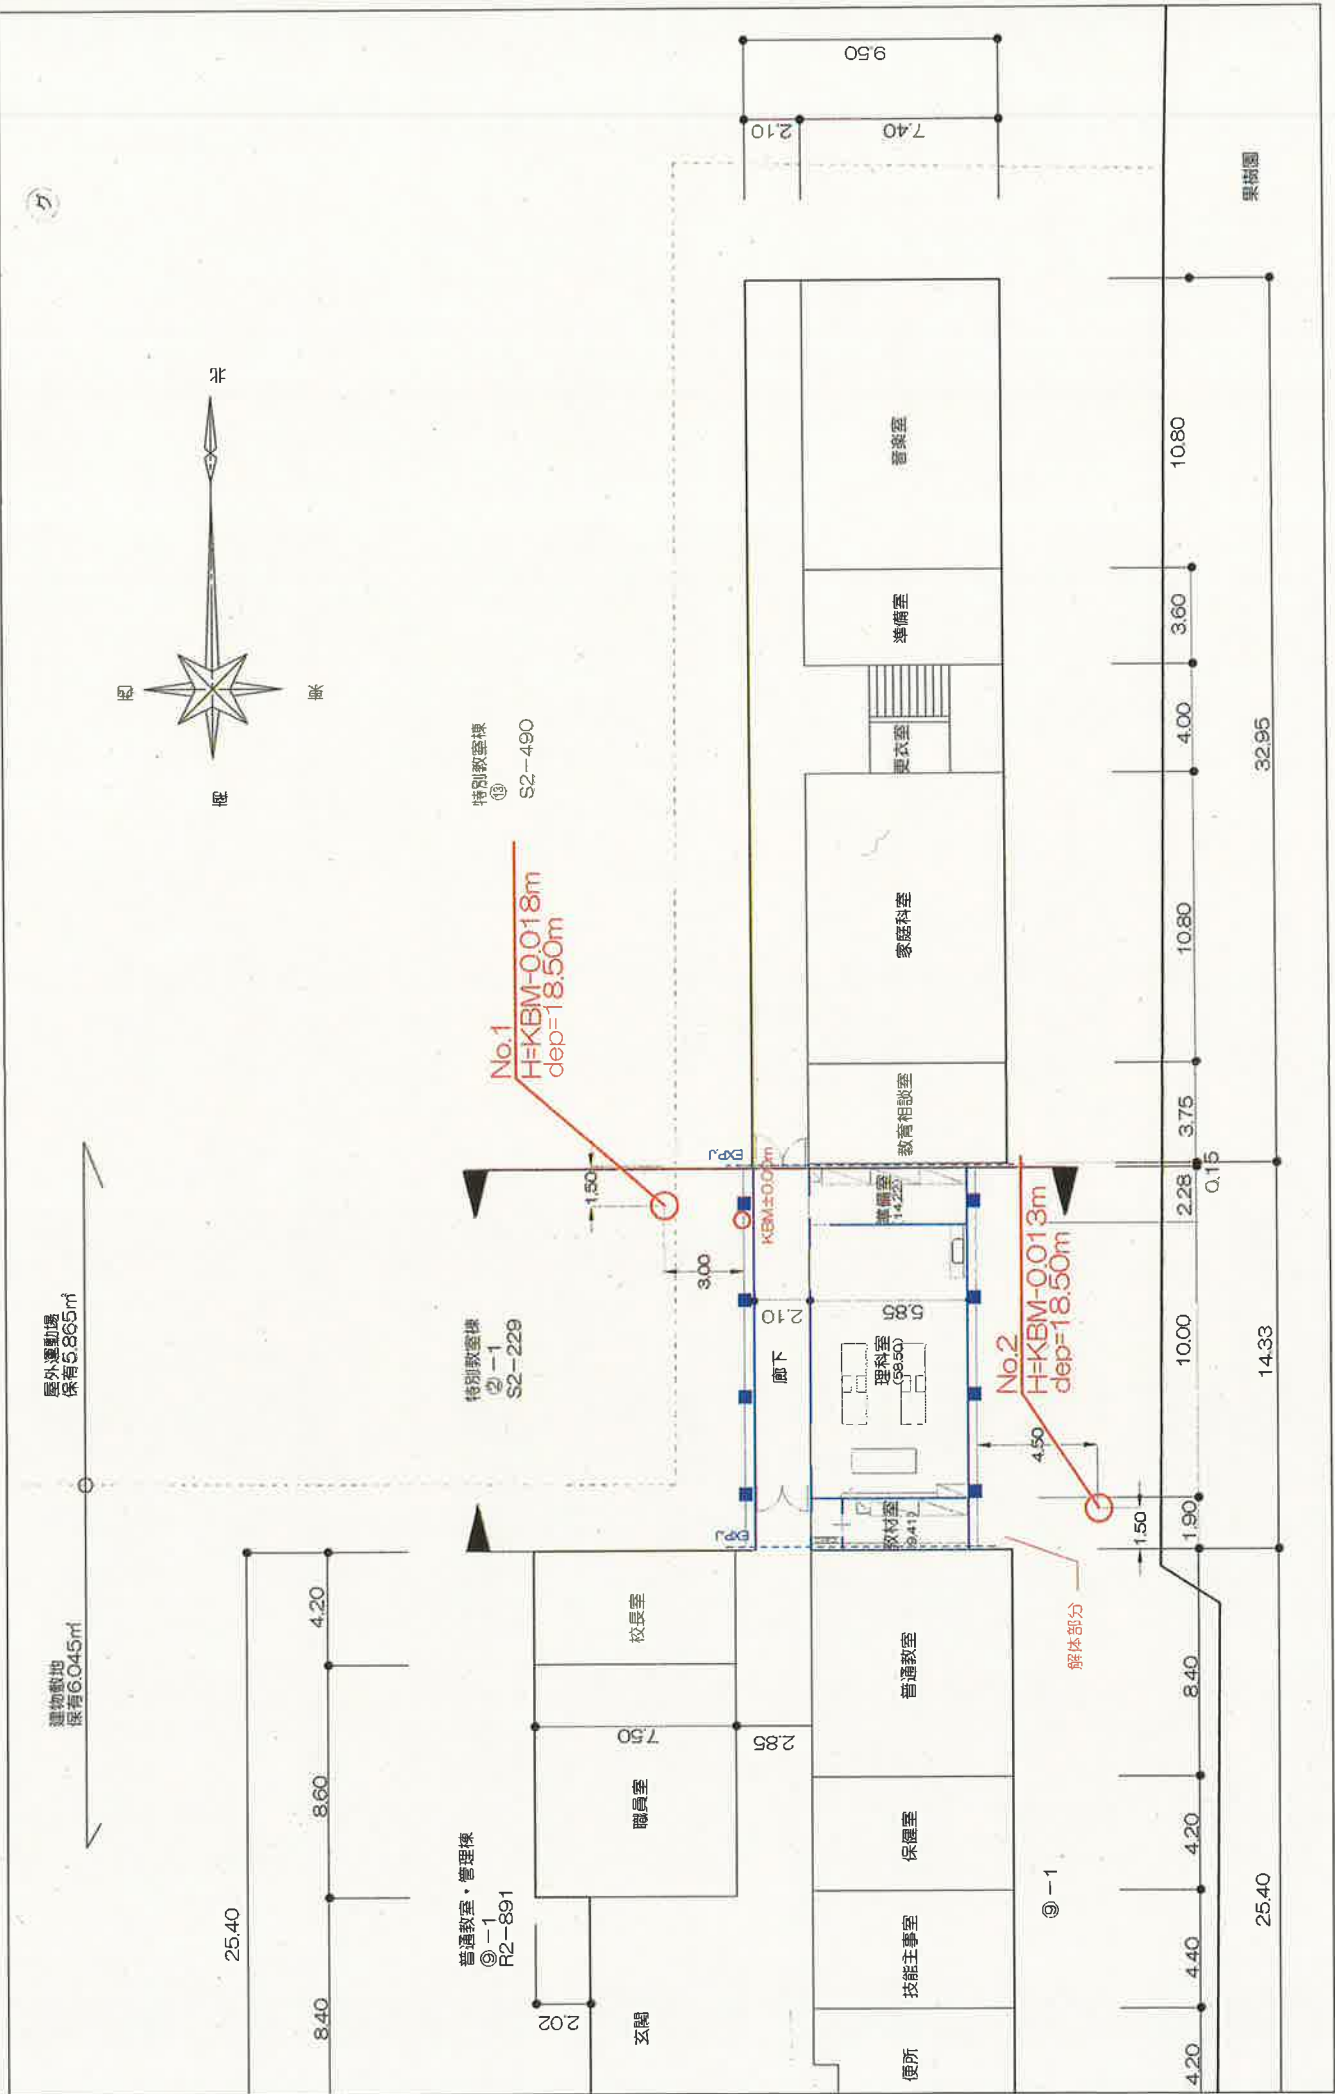 グ
北
西
東
南
屋外運動場
保有5.865㎡
建物敷地
保有6.045㎡
特別教室棟
⑬
S2-490
No.1
H=KBM-0.018m
dep=18.50m
特別教室棟
②-1
S2-229
普通教室・管理棟
⑨-1
R2-891
9.50
2.10
7.40
果樹園
音楽室
準備室
更衣室
家庭科室
教育相談室
EXP.J
KBM±0.00m
1.50
3.00
準備室
(14.22)
2.10
5.85
廊下
理科室
(58.50)
教材室
(9.41)
EXP.J
No.2
H=KBM-0.013m
dep=18.50m
4.50
1.50
解体部分
10.80
3.60
4.00
10.80
3.75
0.15
2.28
10.00
1.90
32.95
14.33
校長室
職員室
7.50
2.85
2.02
玄関
普通教室
保健室
技能主事室
便所
⑨-1
25.40
4.20
8.60
8.40
8.40
4.20
4.40
4.20
25.40